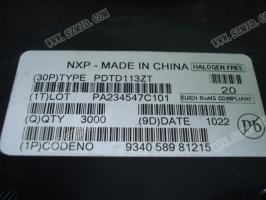 NXP - MADE IN CHINA HALOGEN FREE
(30P)TYPE PDTD113ZT
20
(1T)LOT PA234547C101
EU/CH RoHS COMPLIANT
(Q)QTY 3000 (9D)DATE 1022
Pb
(1P)CODENO 9340 589 81215